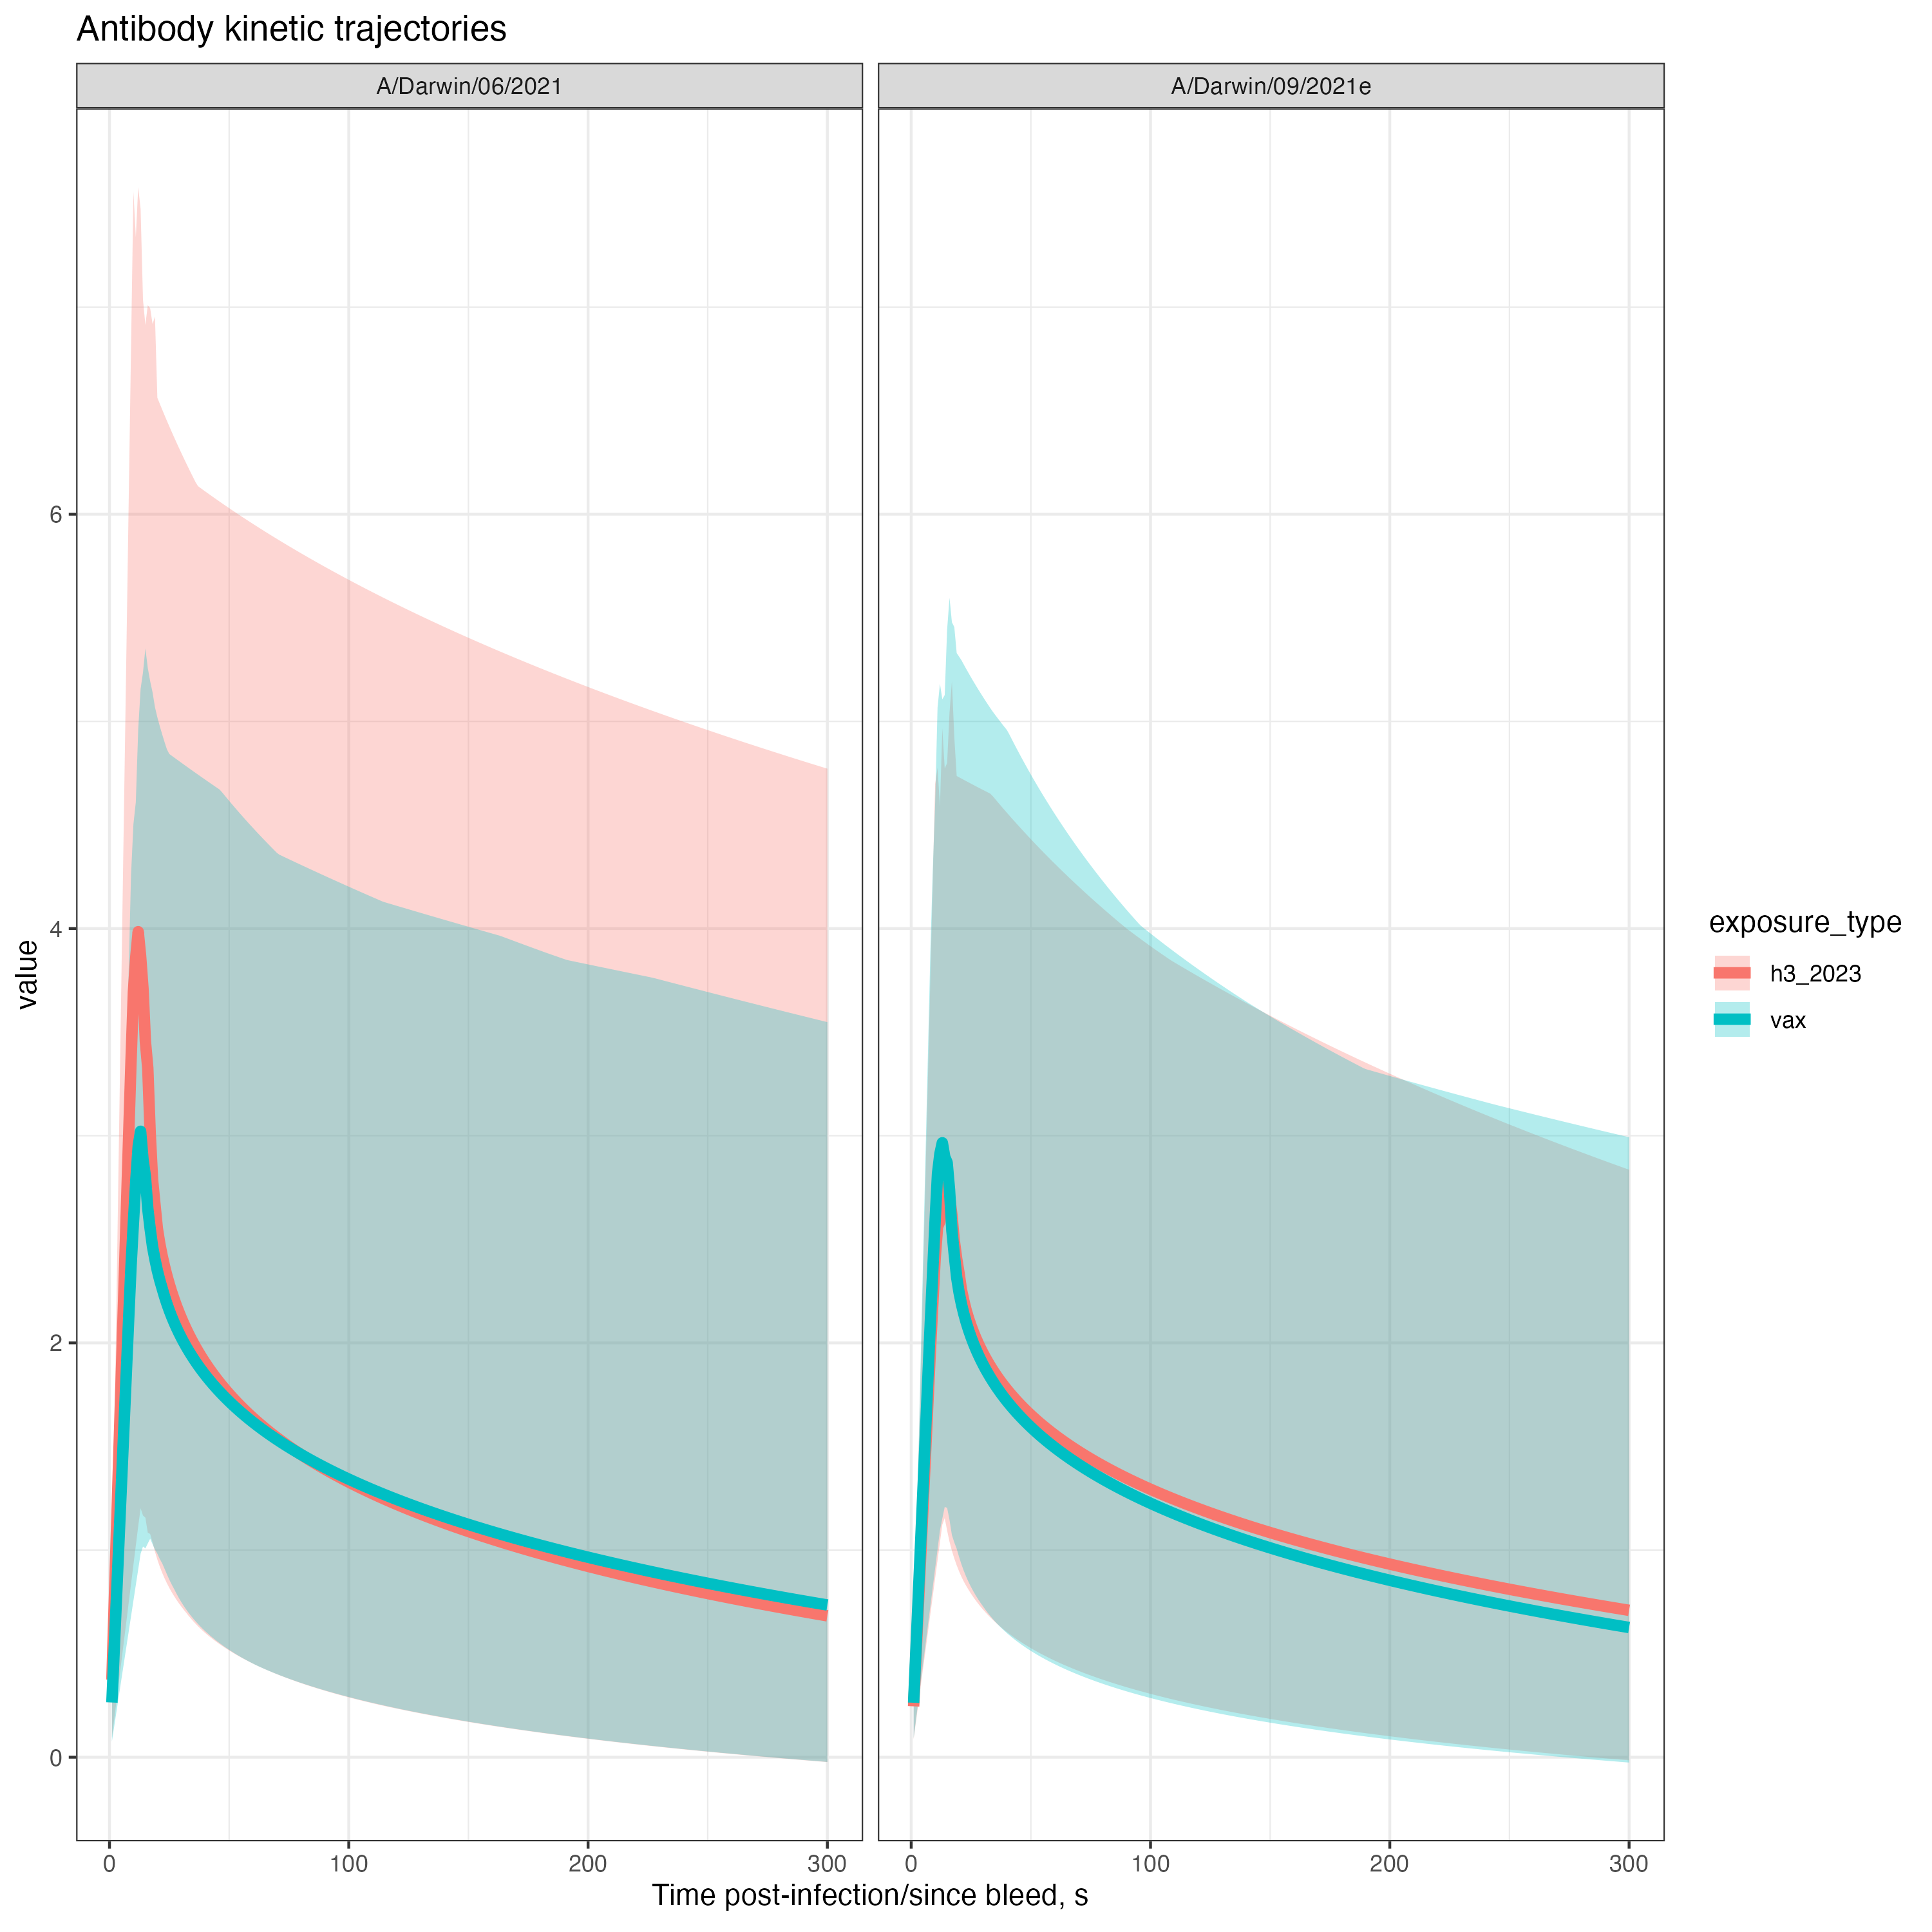 Antibody kinetic trajectories
A/Darwin/06/2021
A/Darwin/09/2021e
value
6
4
2
0
0
100
200
300
0
100
200
300
Time post-infection/since bleed, s
exposure_type
h3_2023
vax